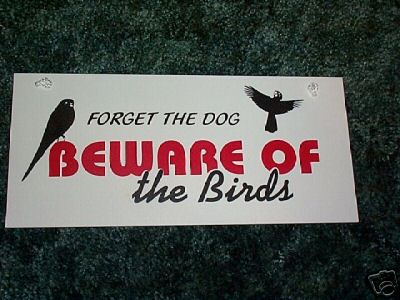 FORGET THE DOG
BEWARE OF
the Birds